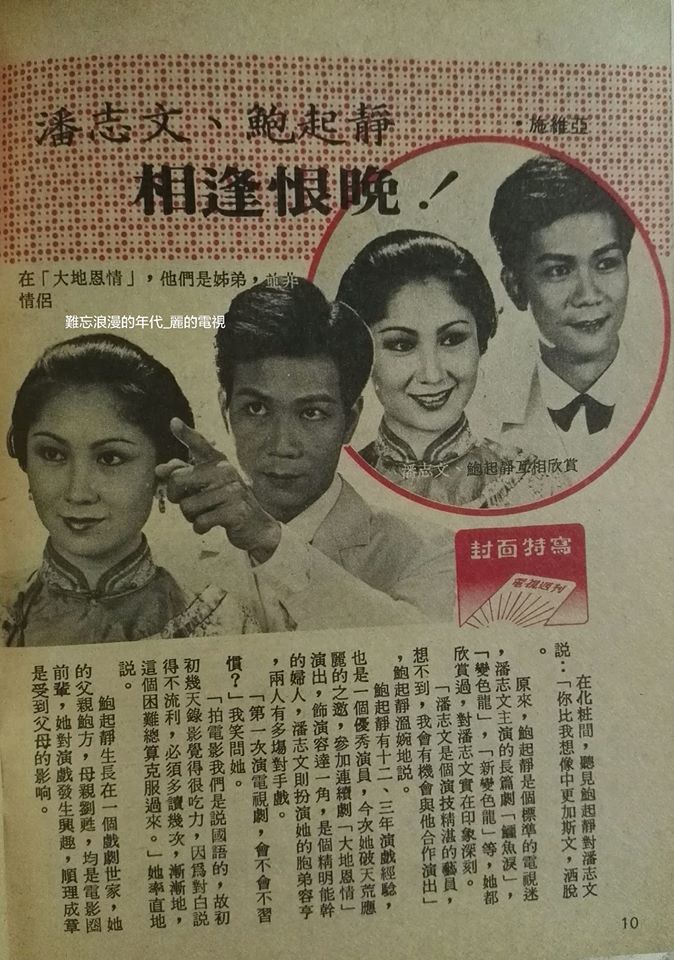 潘志文、鮑起靜
·施維亞
相逢恨晚！
在「大地恩情」，他們是姊弟，並非
情侶
難忘浪漫的年代_麗的電視
潘志文、鮑起靜互相欣賞
封面特寫
電視週刊
在化粧間，聽見鮑起靜對潘志文
説：「你比我想像中更加斯文，洒脫
。
原來，鮑起靜是個標準的電視迷
，潘志文主演的長篇劇「鱷魚淚」，
「變色龍」，「新變色龍」等，她都
欣賞過，對潘志文實在印象深刻。
「潘志文是個演技精湛的藝員，
想不到，我會有機會與他合作演出」
，鮑起靜溫婉地説。
鮑起靜有十二、三年演戲經驗，
也是一個優秀演員，今次她破天荒應
麗的之邀，參加連續劇「大地恩情」
演出，飾演容達一角，是個精明能幹
的婦人，潘志文則扮演她的胞弟容亨
，兩人有多場對手戲。
「第一次演電視劇，會不會不習
慣？」我笑問她。
「拍電影我們是説國語的，故初
初幾天錄影覺得很吃力，因爲對白説
得不流利，必須多讀幾次，漸漸地，
這個困難總算克服過來。」她率直地
説。
鮑起靜生長在一個戲劇世家，她
的父親鮑方，母親劉甦，均是電影圈
前輩，她對演戲發生興趣，順理成章
是受到父母的影响。
10